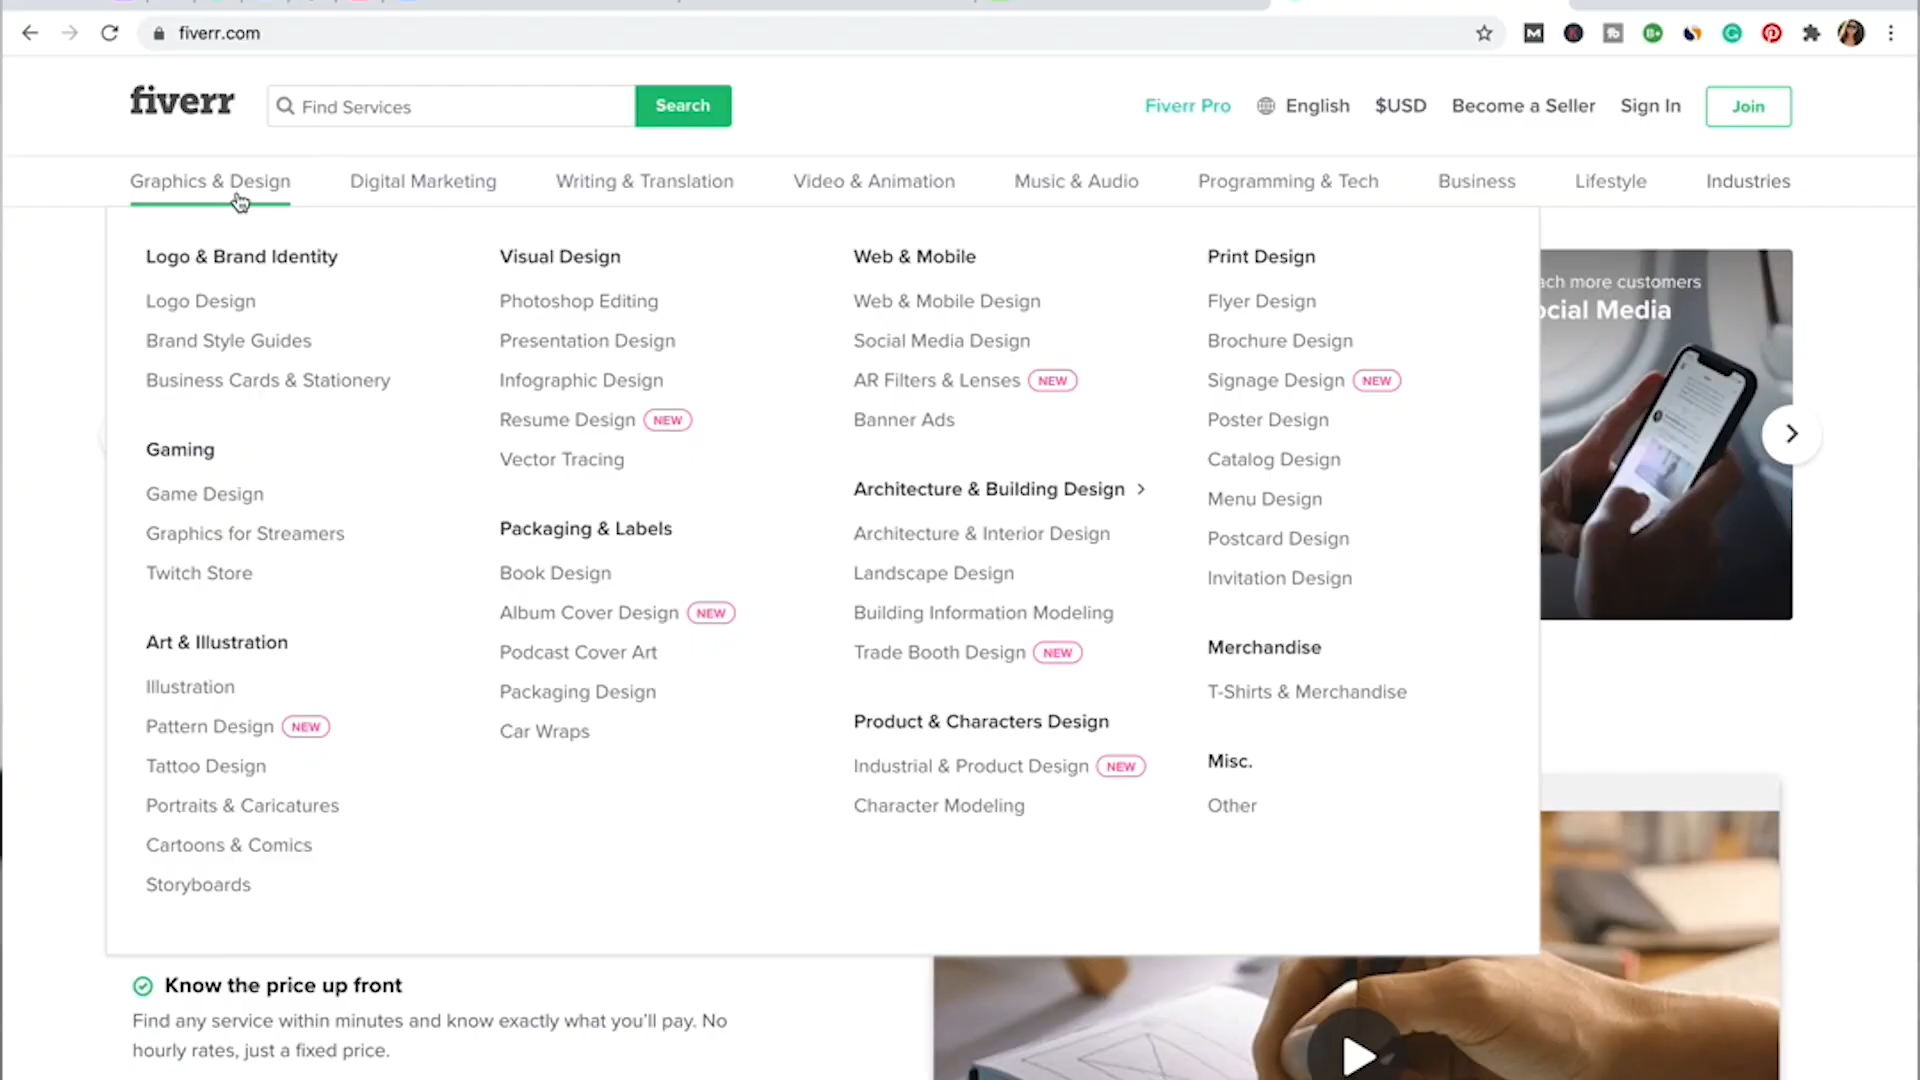 fiverr.com
fiverr
Find Services
Search
Fiverr Pro
English
$USD
Become a Seller
Sign In
Join
Graphics & Design
Digital Marketing
Writing & Translation
Video & Animation
Music & Audio
Programming & Tech
Business
Lifestyle
Industries
Logo & Brand Identity
Logo Design
Brand Style Guides
Business Cards & Stationery
Gaming
Game Design
Graphics for Streamers
Twitch Store
Art & Illustration
Illustration
Pattern Design NEW
Tattoo Design
Portraits & Caricatures
Cartoons & Comics
Storyboards
Visual Design
Photoshop Editing
Presentation Design
Infographic Design
Resume Design NEW
Vector Tracing
Packaging & Labels
Book Design
Album Cover Design NEW
Podcast Cover Art
Packaging Design
Car Wraps
Web & Mobile
Web & Mobile Design
Social Media Design
AR Filters & Lenses NEW
Banner Ads
Architecture & Building Design
Architecture & Interior Design
Landscape Design
Building Information Modeling
Trade Booth Design NEW
Product & Characters Design
Industrial & Product Design NEW
Character Modeling
Print Design
Flyer Design
Brochure Design
Signage Design NEW
Poster Design
Catalog Design
Menu Design
Postcard Design
Invitation Design
Merchandise
T-Shirts & Merchandise
Misc.
Other
ach more customers
ocial Media
Know the price up front
Find any service within minutes and know exactly what you'll pay. No
hourly rates, just a fixed price.